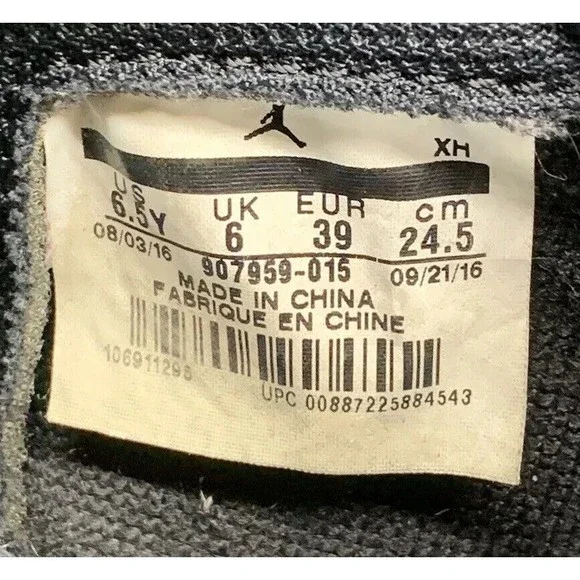 XH
US UK EUR cm
6.5Y 6 39 24.5
08/03/16 907959-015 09/21/16
MADE IN CHINA
FABRIQUE EN CHINE
106911296
UPC 00887225884543